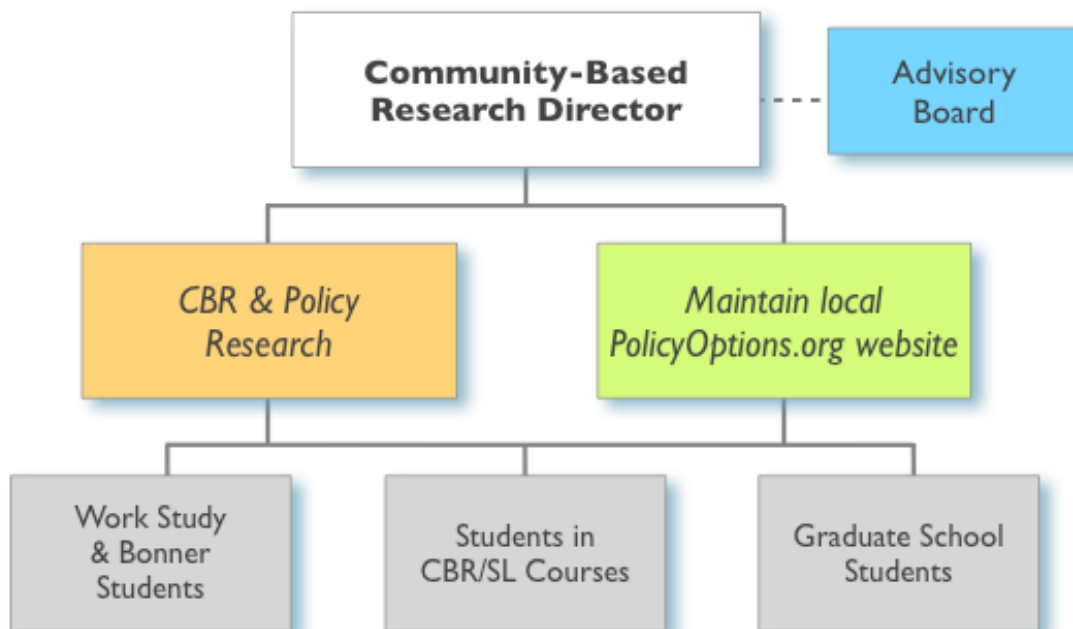 Community-Based
Research Director
Advisory
Board
CBR & Policy
Research
Maintain local
PolicyOptions.org website
Work Study
& Bonner
Students
Students in
CBR/SL Courses
Graduate School
Students